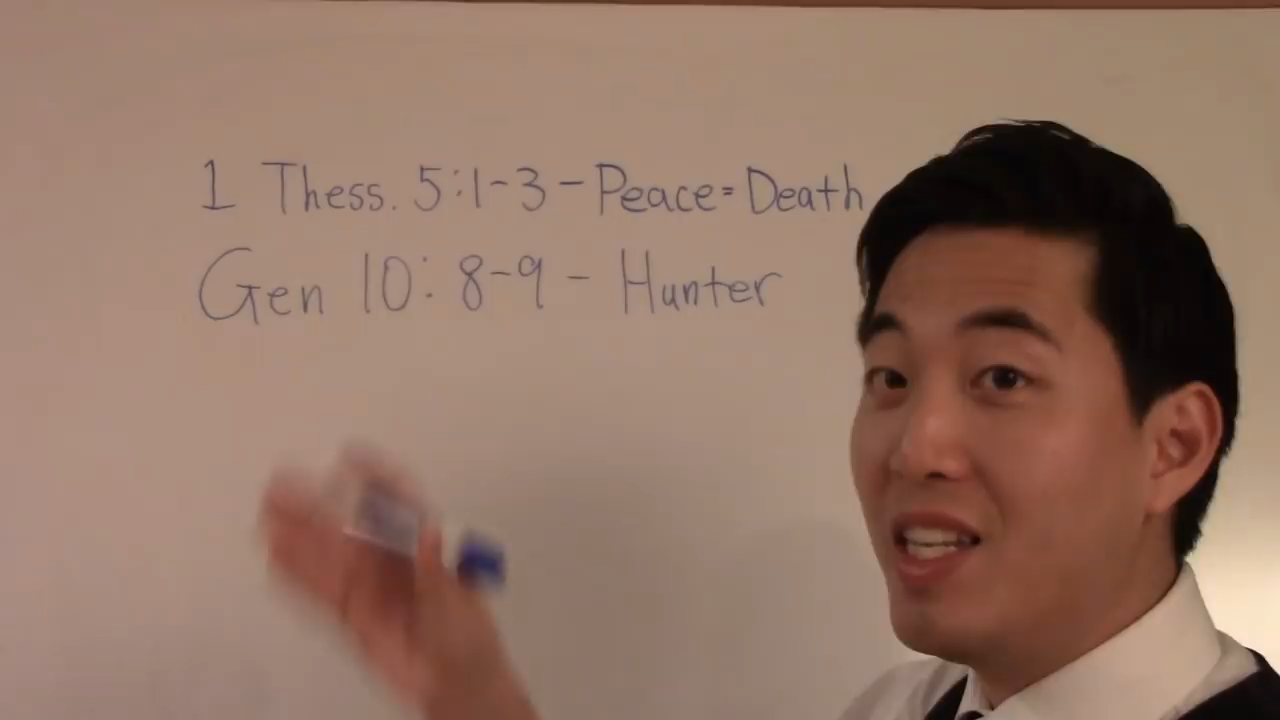 1 Thess. 5:1-3 - Peace = Death
Gen 10: 8-9 - Hunter